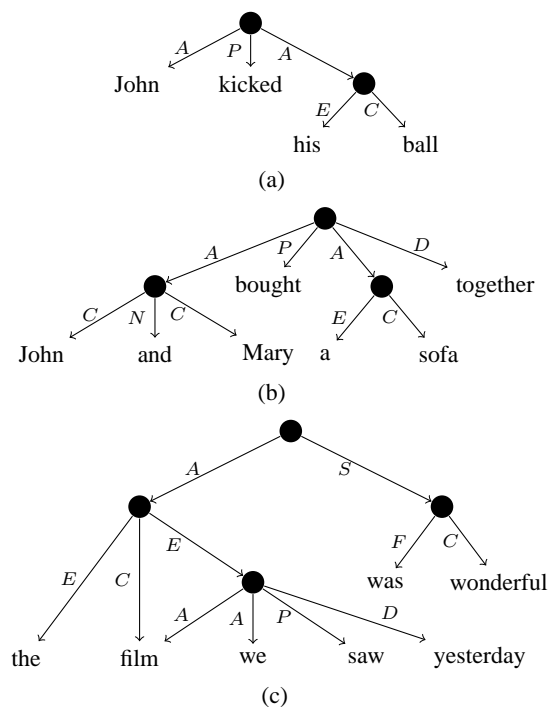 A P A
John kicked
E C
his ball
(a)
A P A D
bought together
C N C E C
John and Mary a sofa
(b)
A S
E C E F C
was wonderful
A A P D
the film we saw yesterday
(c)